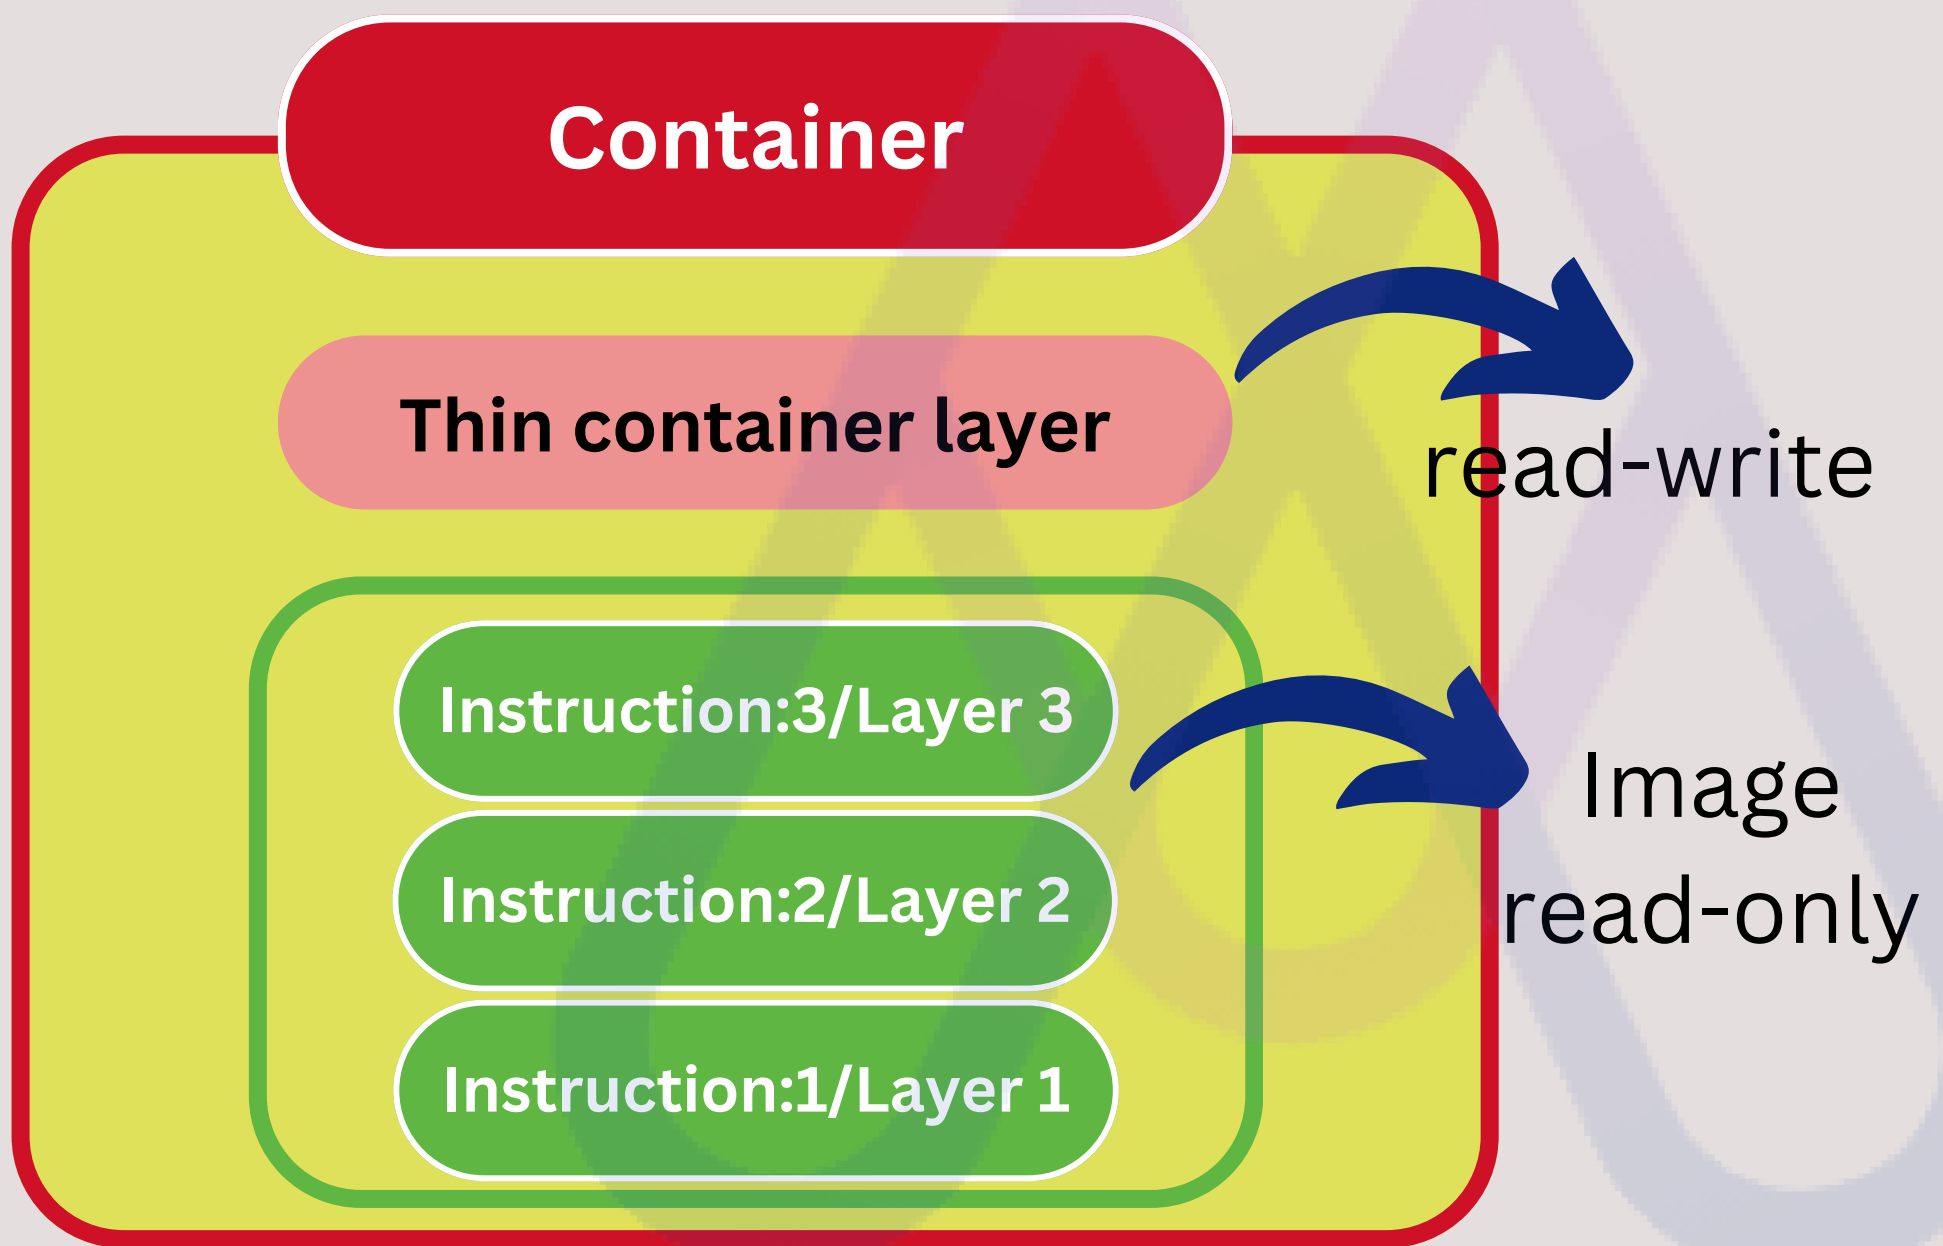 Container
Thin container layer
read-write
Instruction:3/Layer 3
Image
read-only
Instruction:2/Layer 2
Instruction:1/Layer 1